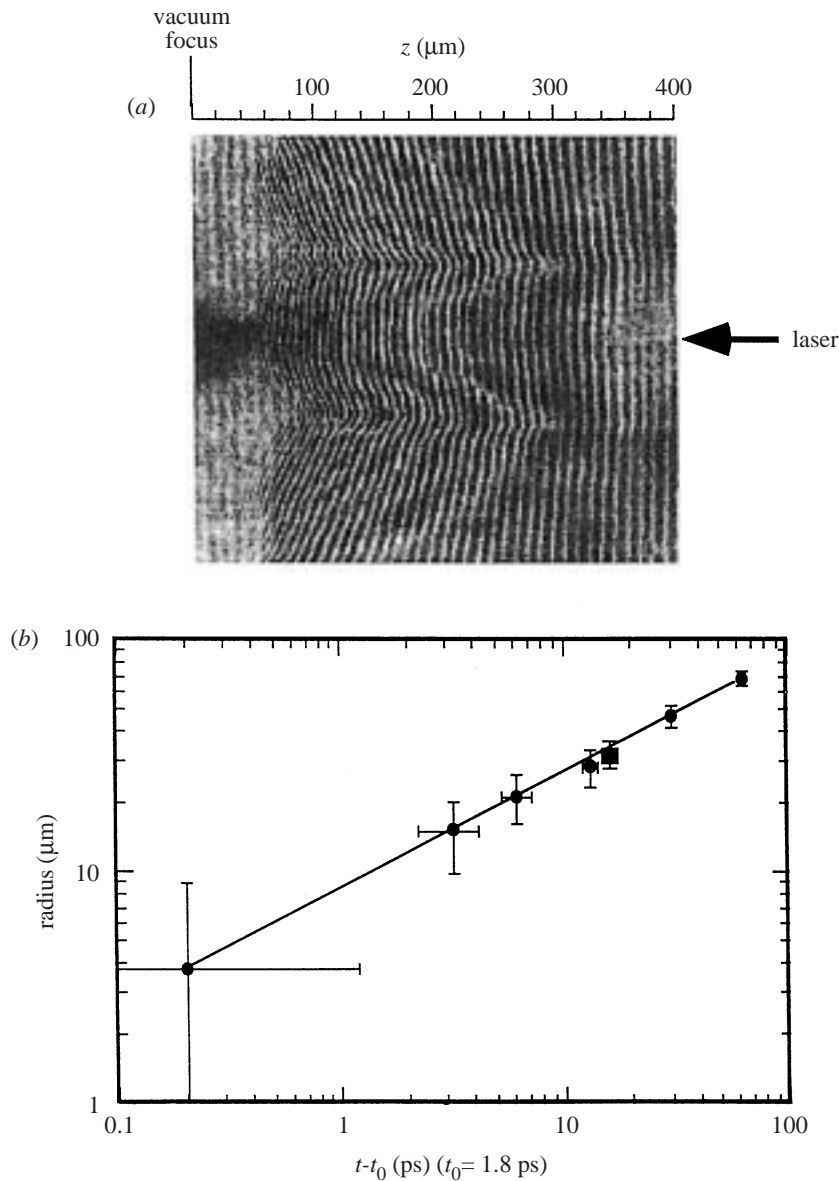 vacuum
focus
z (μm)
100 200 300 400
(a)
laser
(b)
100
10
1
radius (μm)
0.1 1 10 100
t-t₀ (ps) (t₀= 1.8 ps)